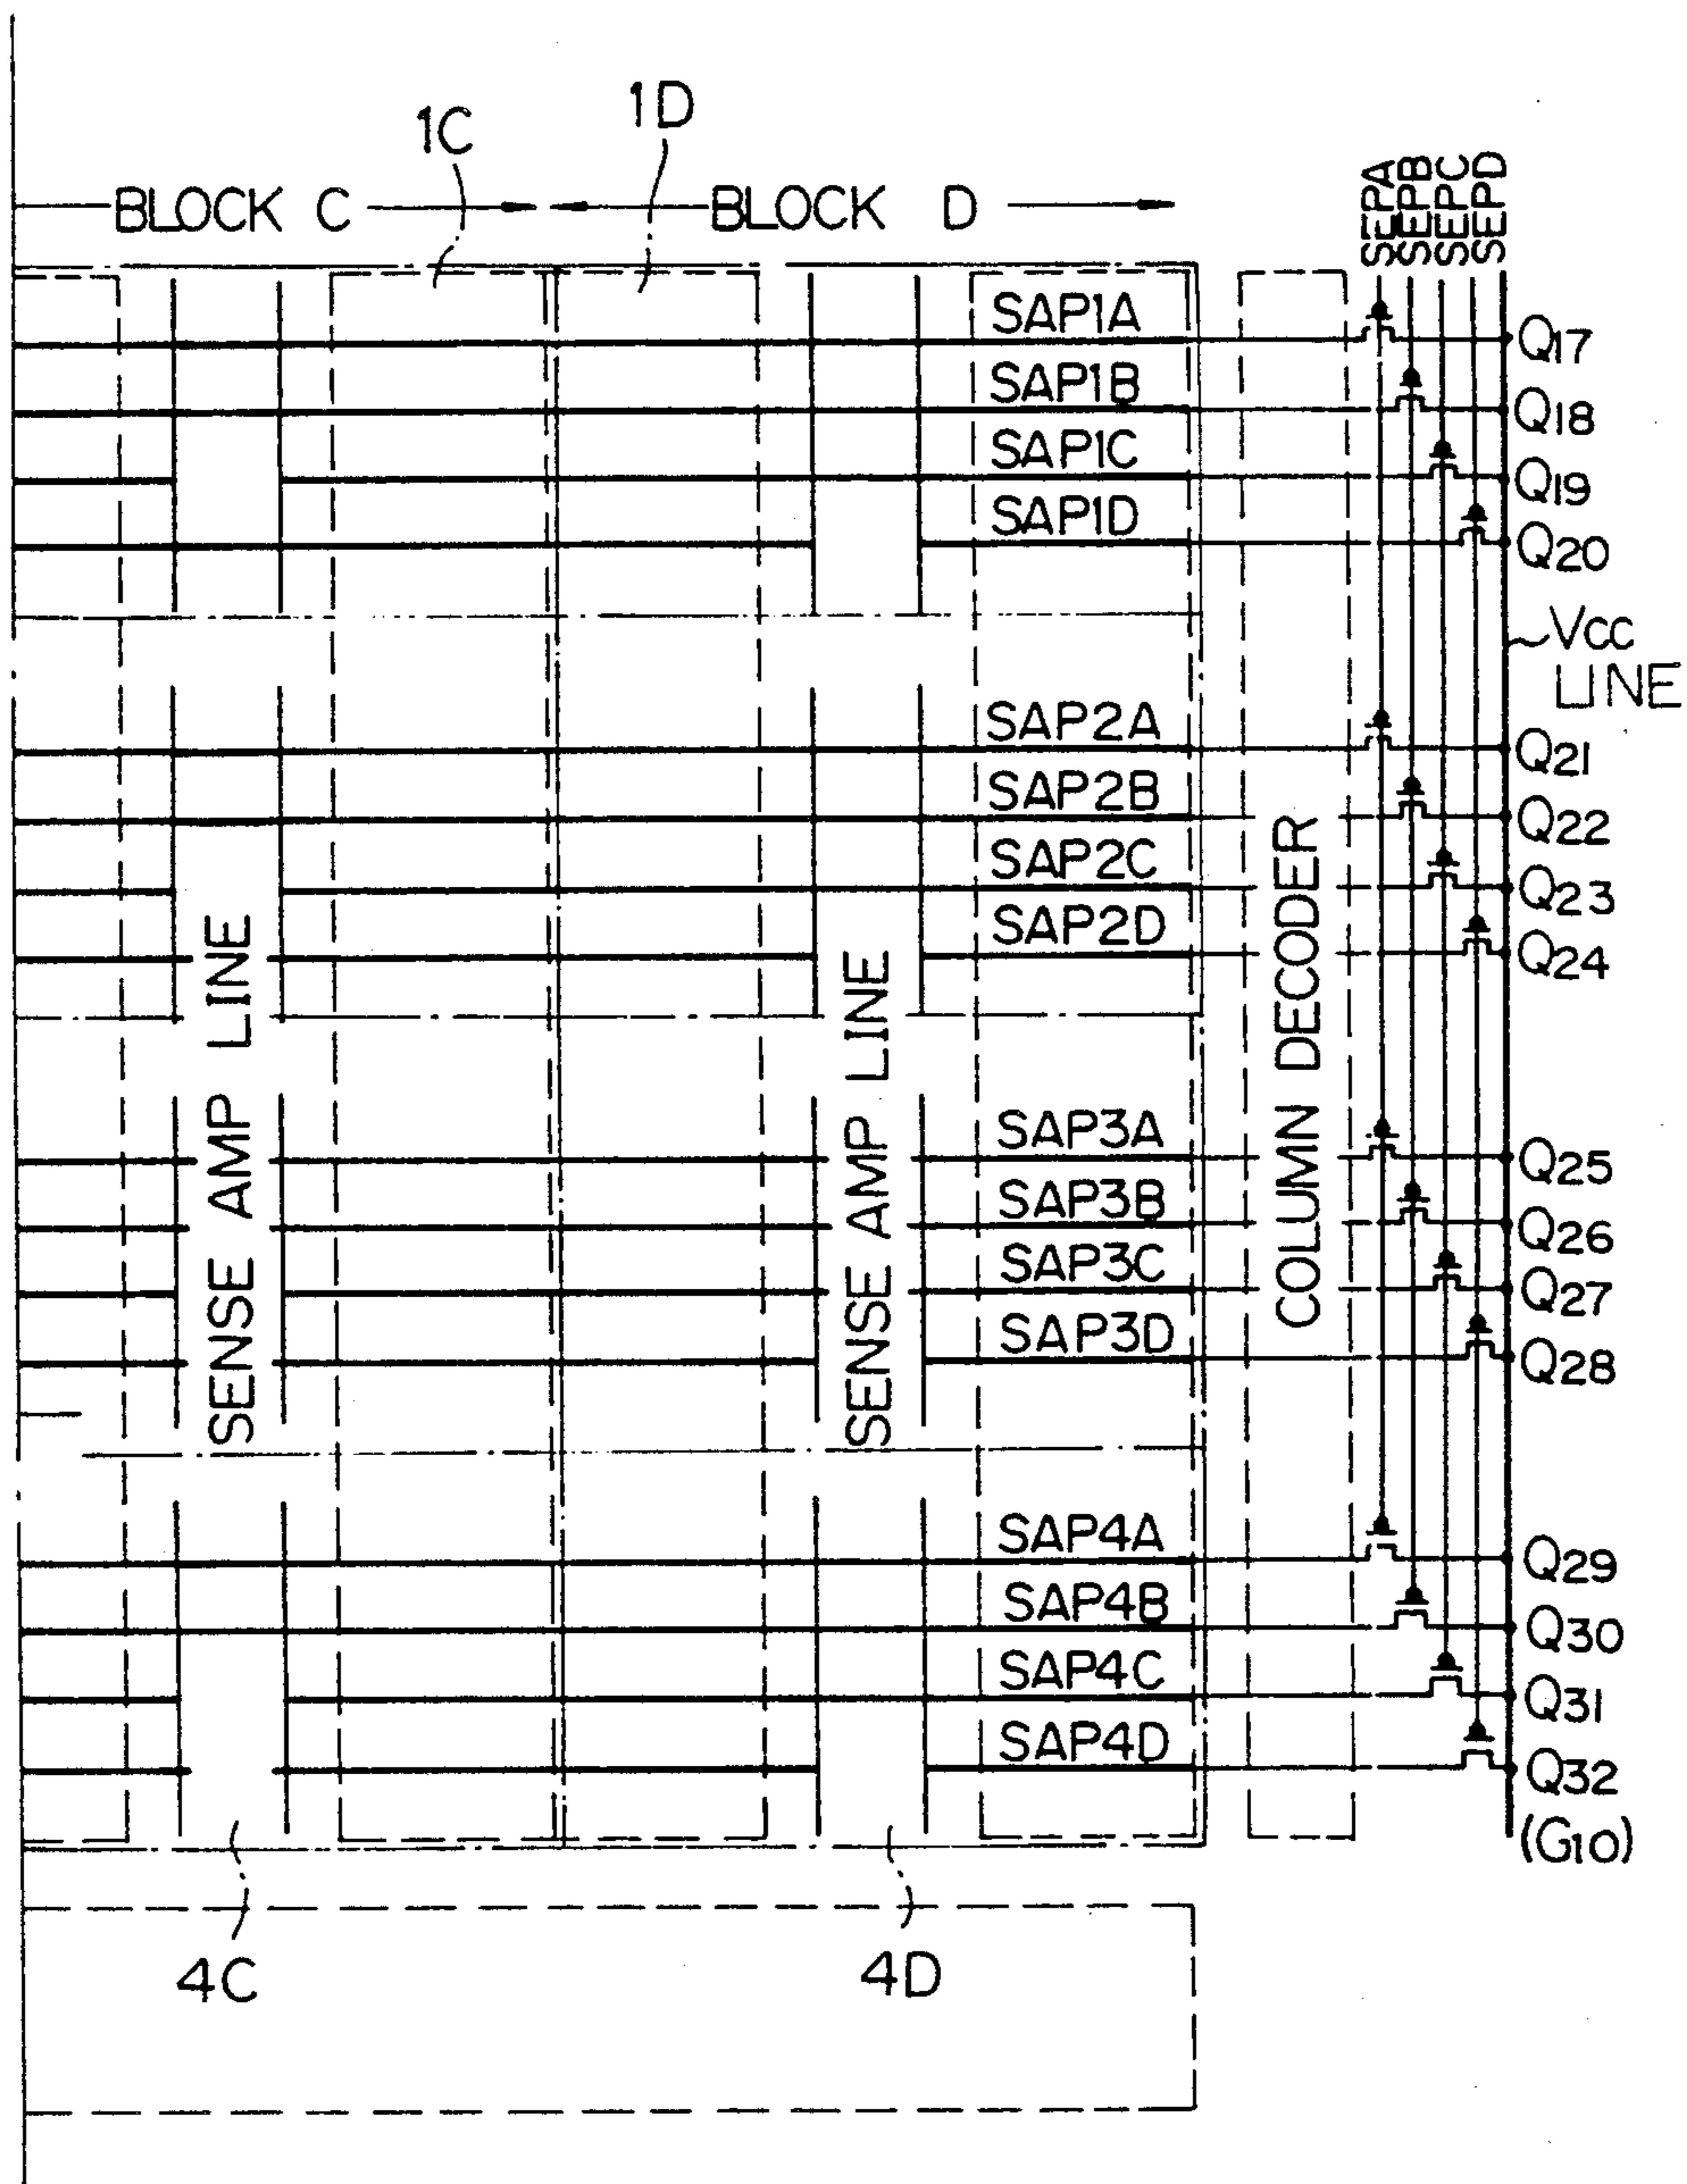 1C
1D
BLOCK C
BLOCK D
SEPA
SEPB
SEPC
SEPD
SAP1A
Q17
SAP1B
Q18
SAP1C
Q19
SAP1D
Q20
Vcc
LINE
SAP2A
Q21
SAP2B
Q22
SAP2C
Q23
SAP2D
Q24
SENSE AMP LINE
SENSE AMP LINE
COLUMN DECODER
SAP3A
Q25
SAP3B
Q26
SAP3C
Q27
SAP3D
Q28
SAP4A
Q29
SAP4B
Q30
SAP4C
Q31
SAP4D
Q32
(G10)
4C
4D